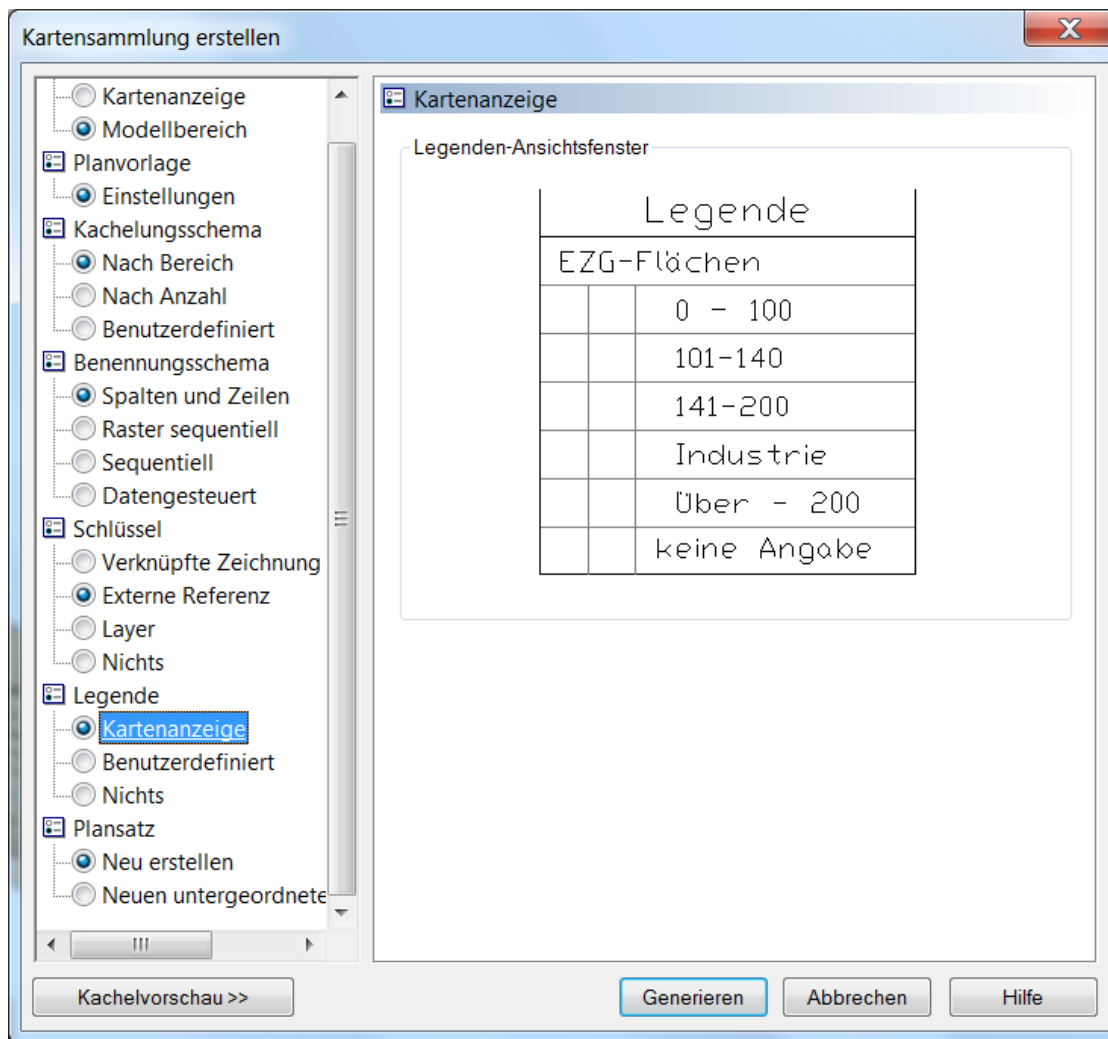 Kartensammlung erstellen
Kartenanzeige
Modellbereich
Planvorlage
Einstellungen
Kachelungsschema
Nach Bereich
Nach Anzahl
Benutzerdefiniert
Benennungsschema
Spalten und Zeilen
Raster sequentiell
Sequentiell
Datengesteuert
Schlüssel
Verknüpfte Zeichnung
Externe Referenz
Layer
Nichts
Legende
Kartenanzeige
Benutzerdefiniert
Nichts
Plansatz
Neu erstellen
Neuen untergeordnete
Kartenanzeige
Legenden-Ansichtsfenster
Legende
EZG-Flächen
0 - 100
101-140
141-200
Industrie
Über - 200
keine Angabe
Kachelvorschau >>
Generieren
Abbrechen
Hilfe